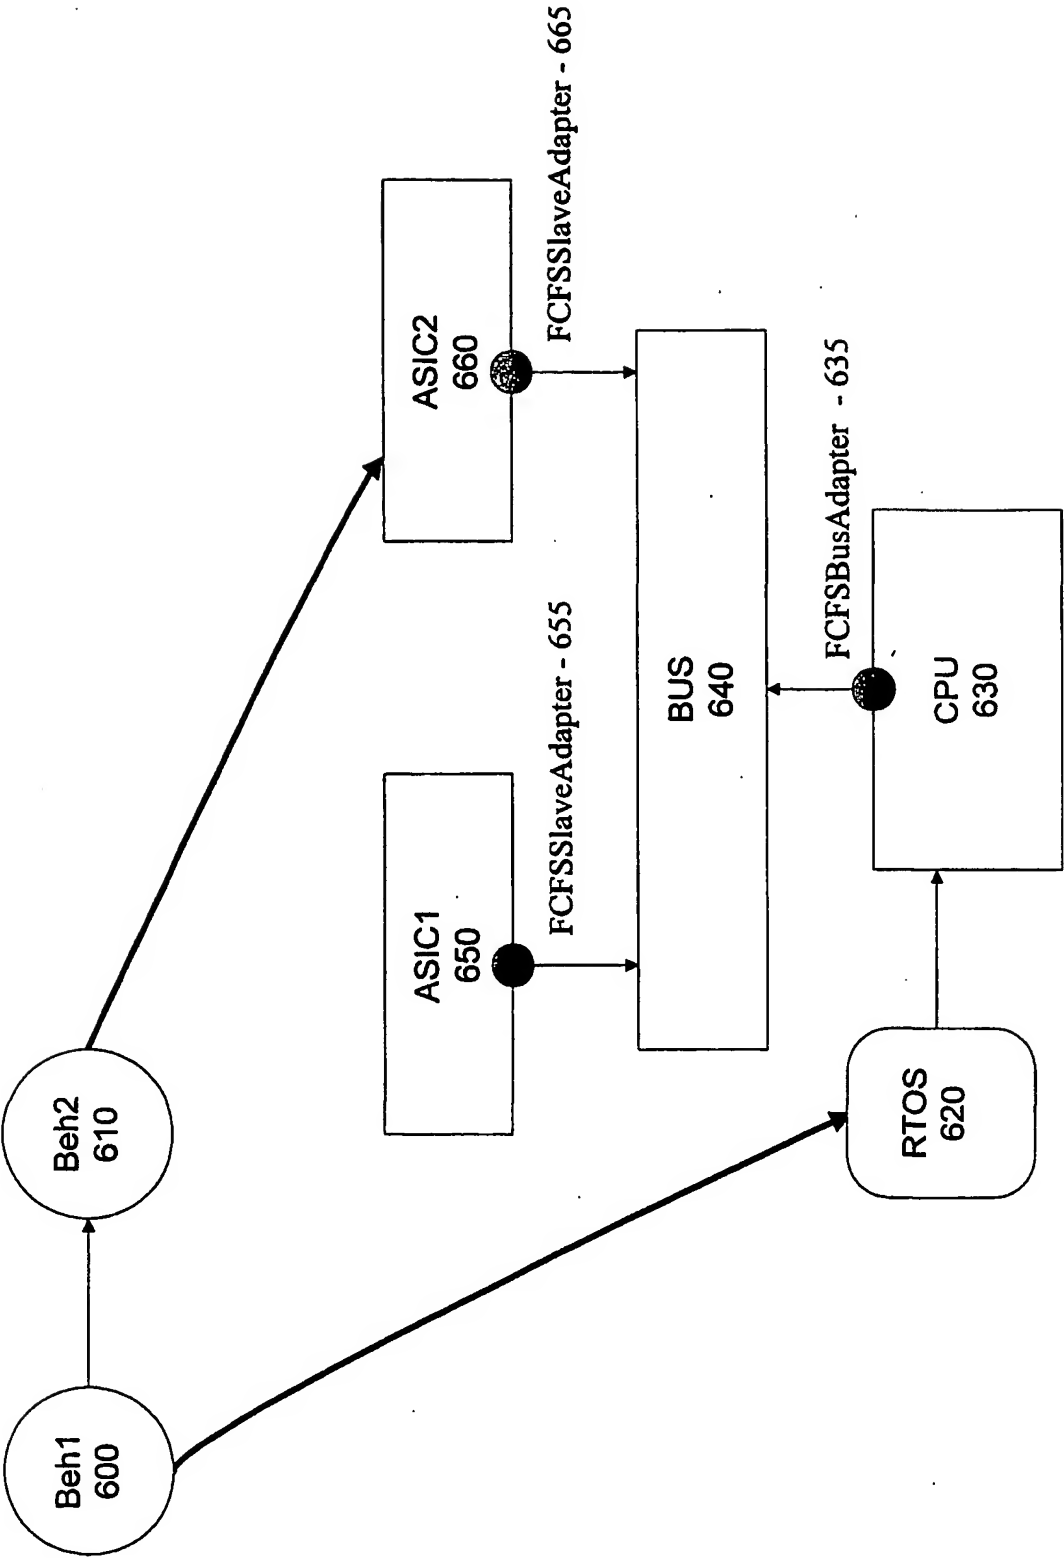 Beh1
600
Beh2
610
ASIC1
650
ASIC2
660
FCFSSlaveAdapter - 655
FCFSSlaveAdapter - 665
BUS
640
FCFSBusAdapter - 635
RTOS
620
CPU
630